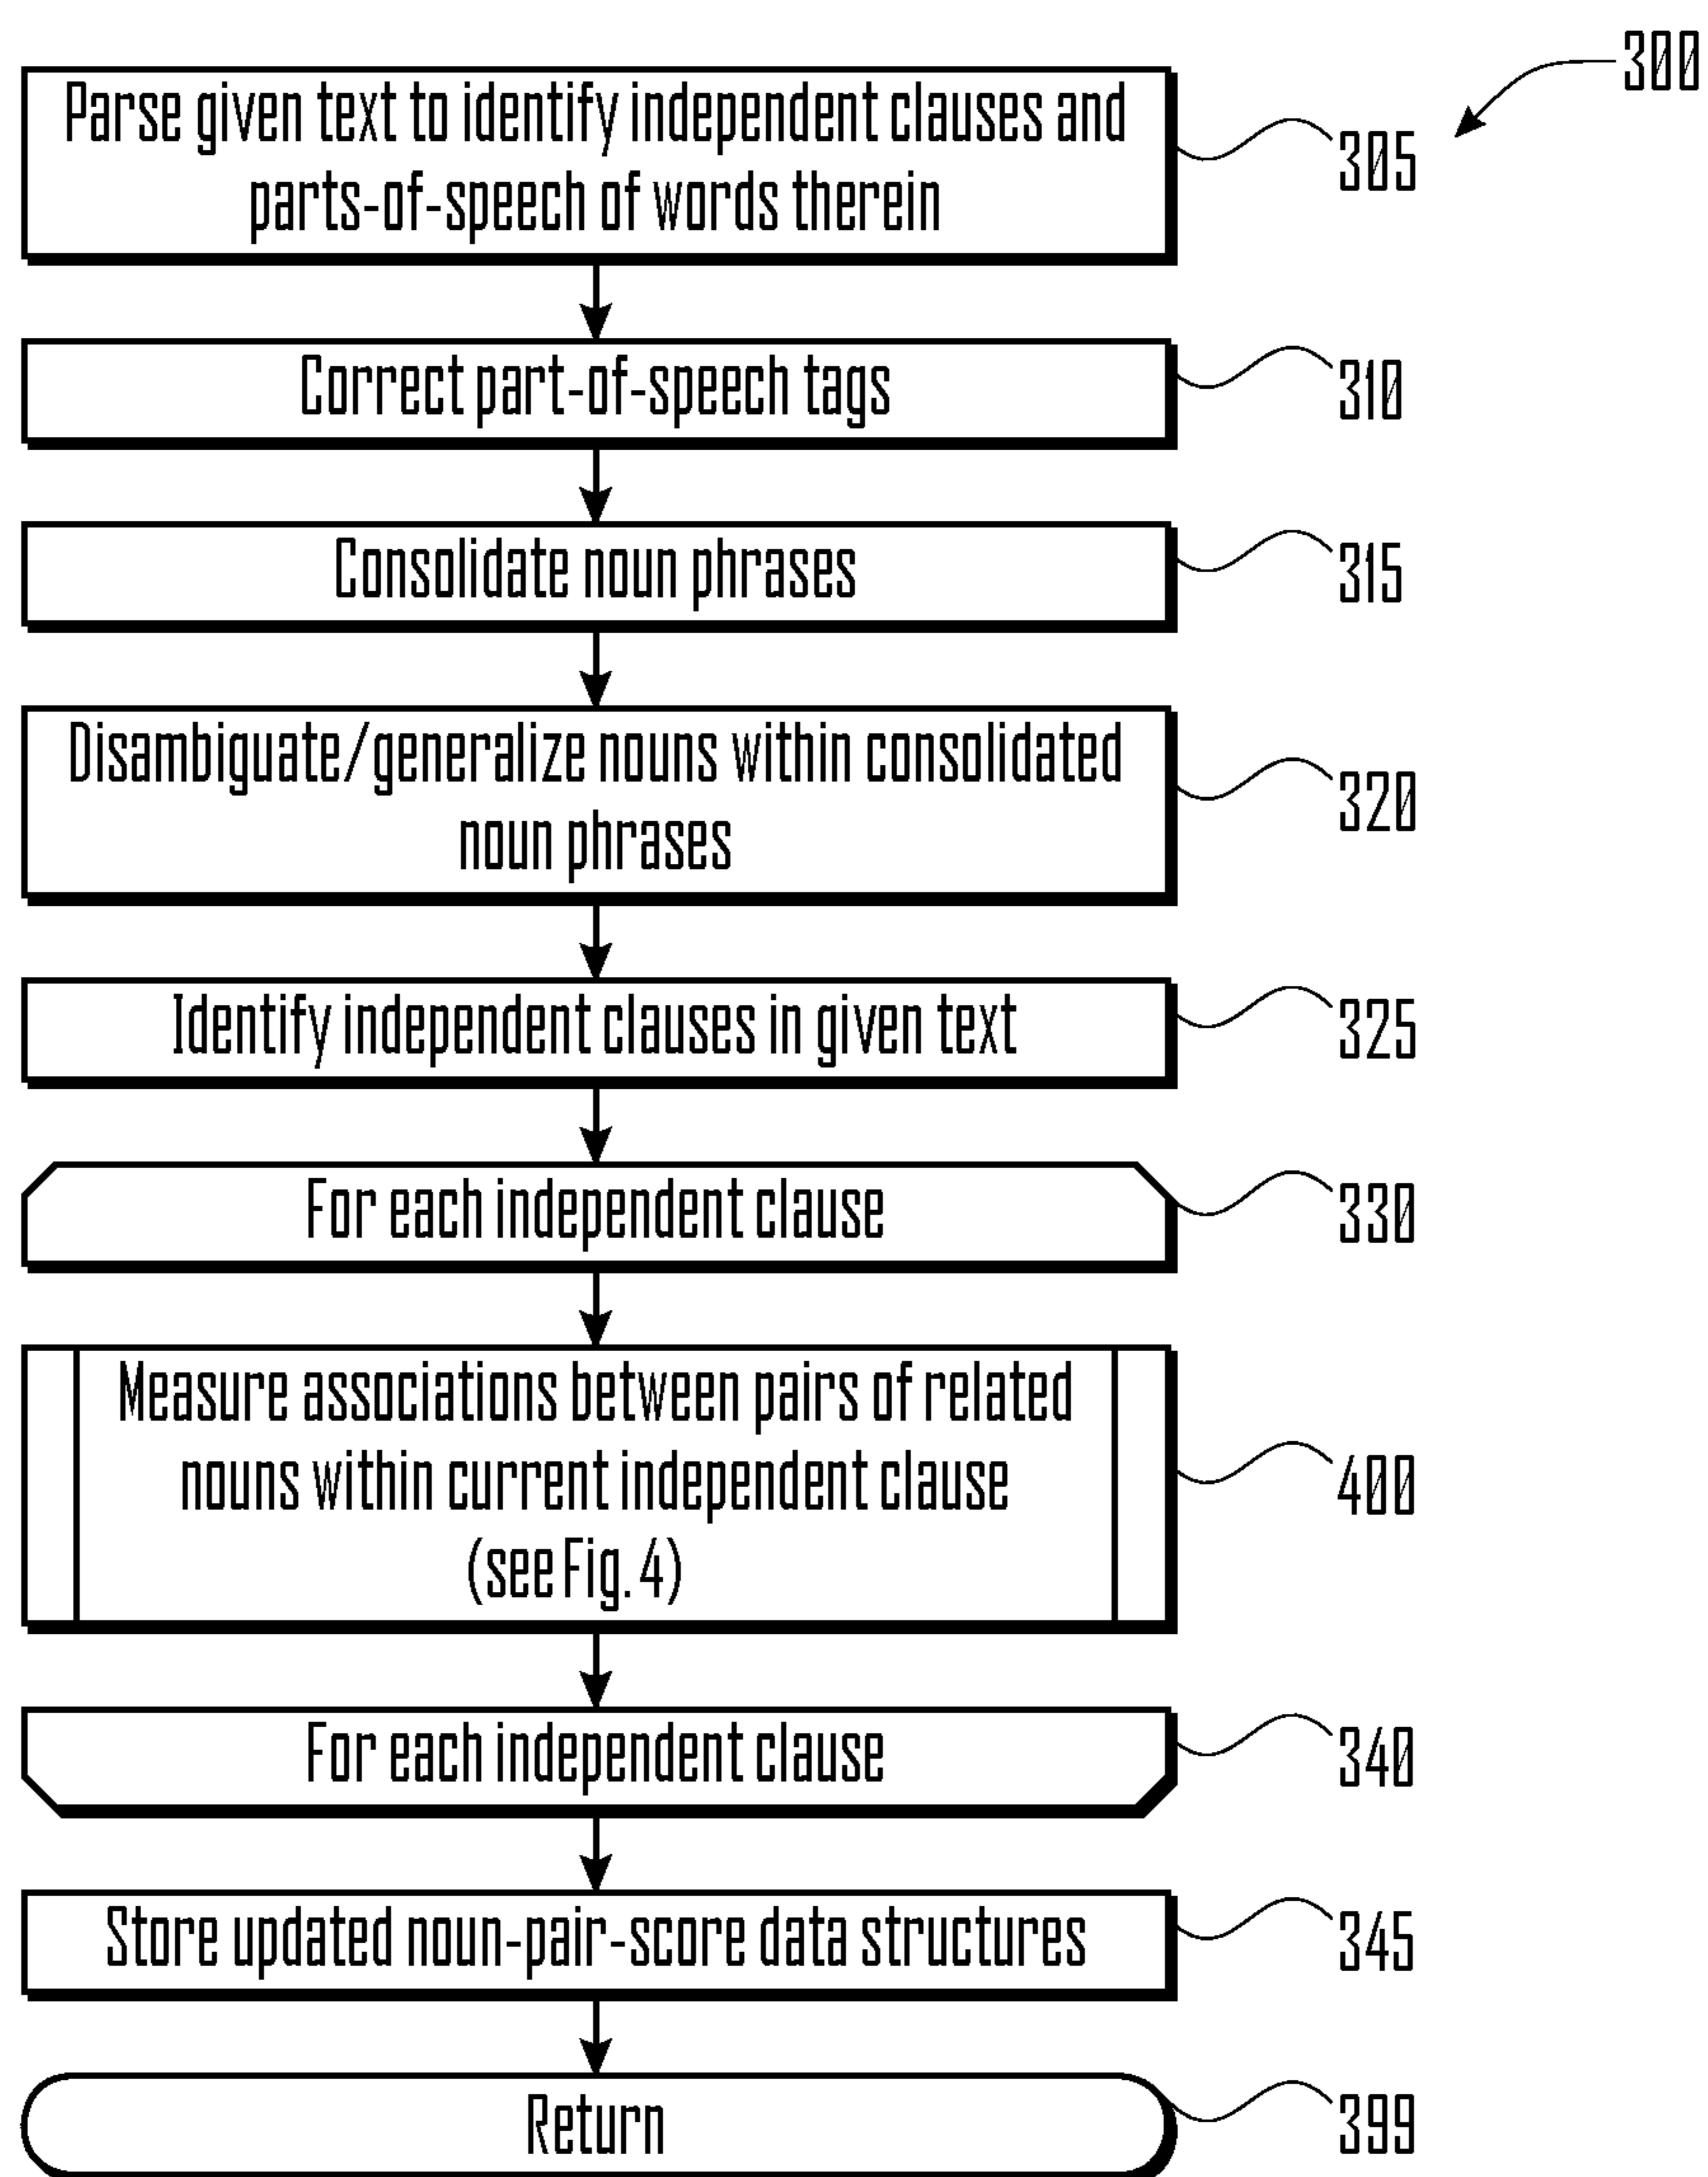 300
Parse given text to identify independent clauses and
parts-of-speech of words therein
305
Correct part-of-speech tags
310
Consolidate noun phrases
315
Disambiguate/generalize nouns within consolidated
noun phrases
320
Identify independent clauses in given text
325
For each independent clause
330
Measure associations between pairs of related
nouns within current independent clause
(see Fig. 4)
400
For each independent clause
340
Store updated noun-pair-score data structures
345
Return
399